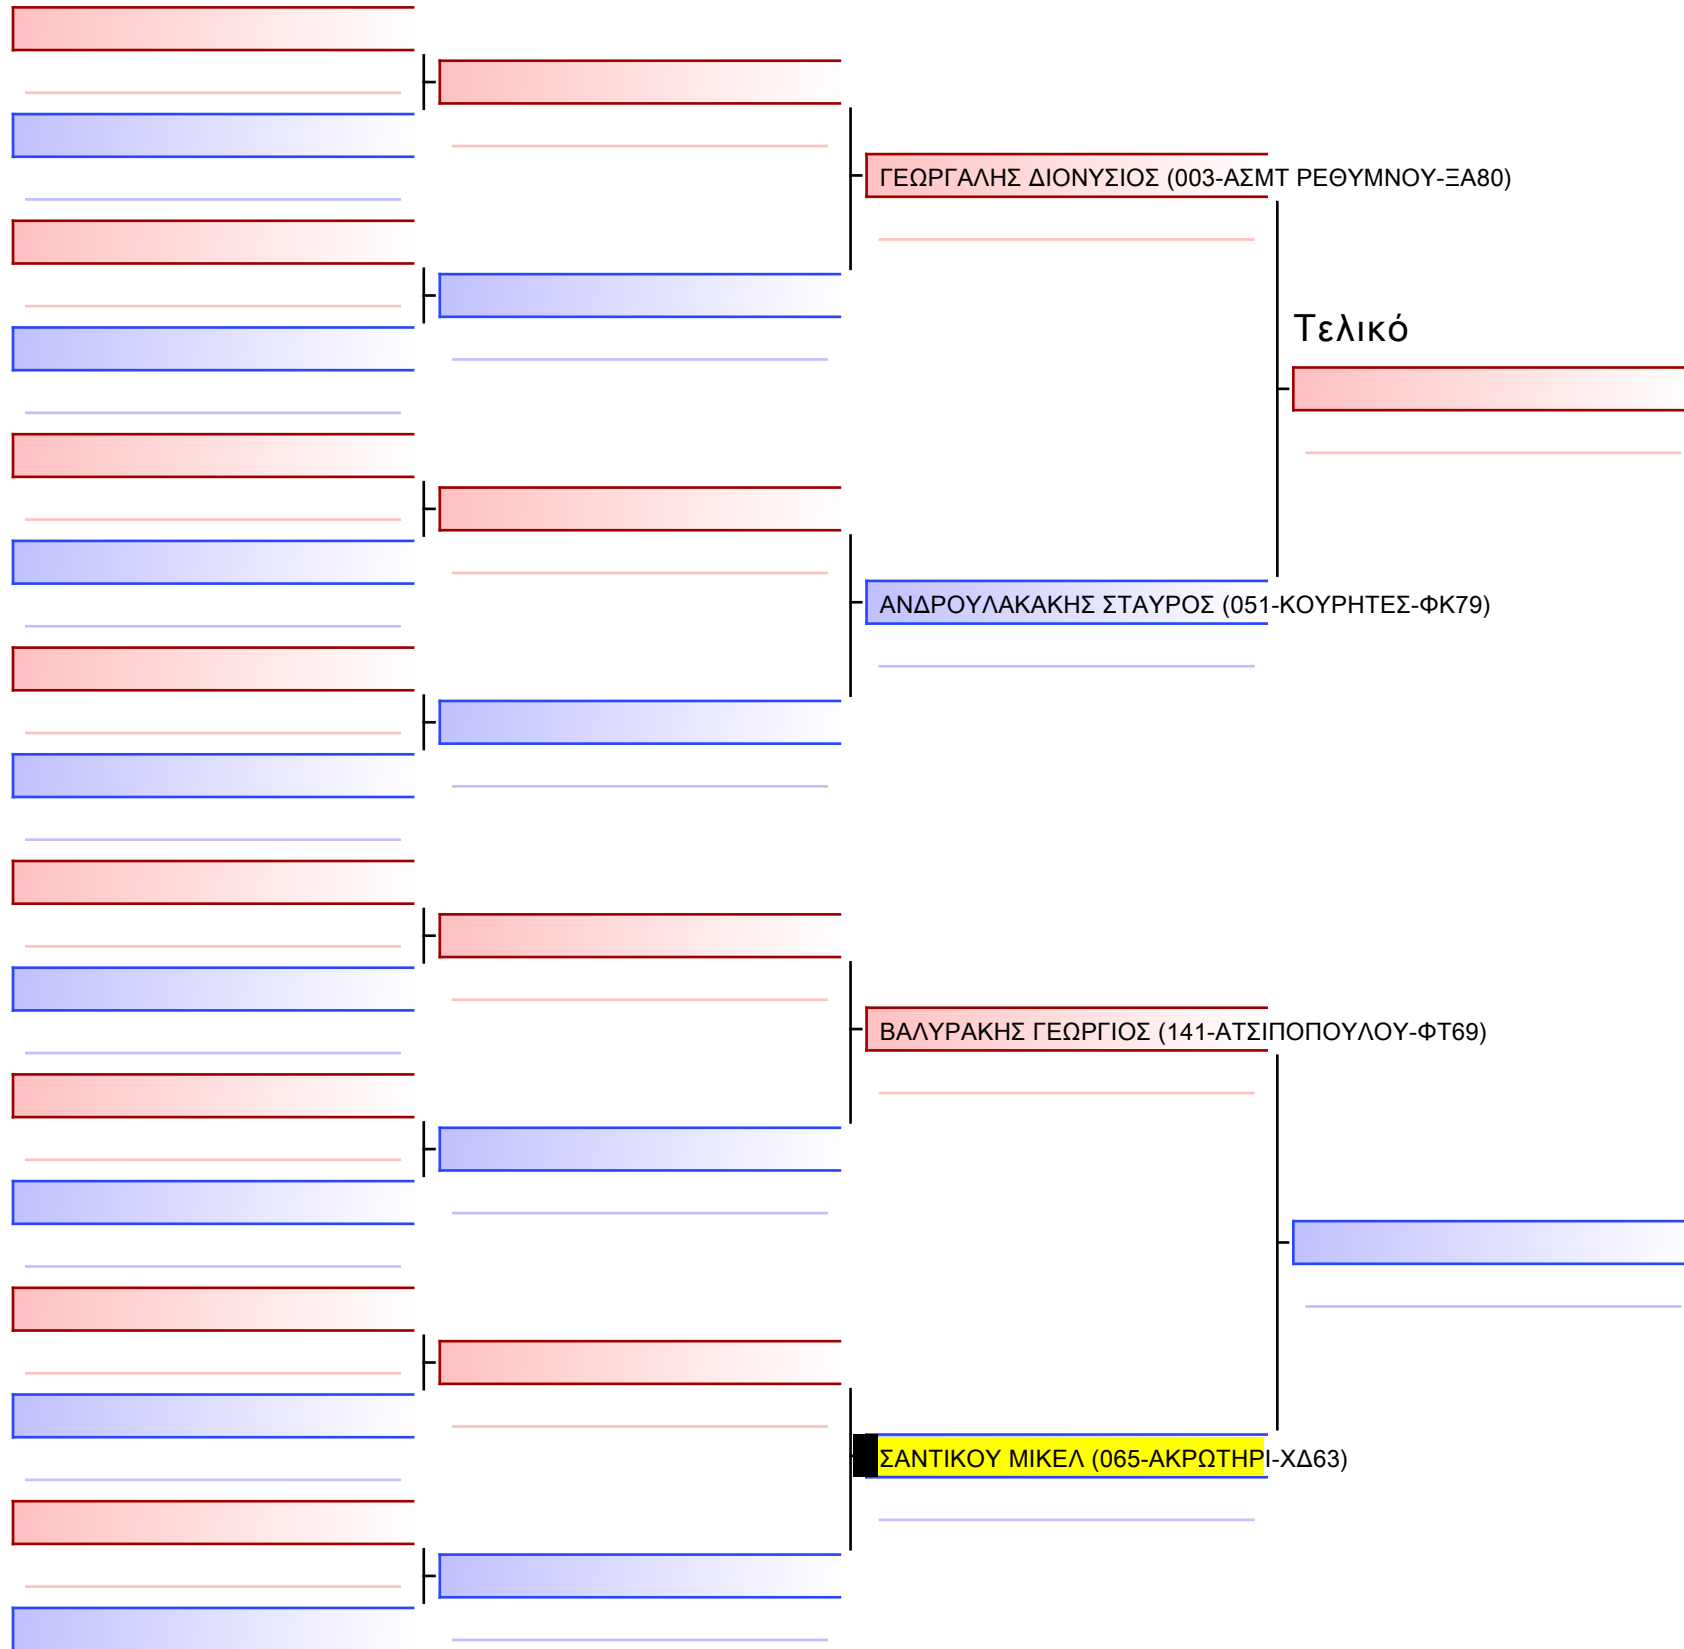 ΓΕΩΡΓΑΛΗΣ ΔΙΟΝΥΣΙΟΣ (003-ΑΣΜΤ ΡΕΘΥΜΝΟΥ-ΞΑ80)
Τελικό
ΑΝΔΡΟΥΛΑΚΑΚΗΣ ΣΤΑΥΡΟΣ (051-ΚΟΥΡΗΤΕΣ-ΦΚ79)
ΒΑΛΥΡΑΚΗΣ ΓΕΩΡΓΙΟΣ (141-ΑΤΣΙΠΟΠΟΥΛΟΥ-ΦΤ69)
ΣΑΝΤΙΚΟΥ ΜΙΚΕΛ (065-ΑΚΡΩΤΗΡΙ-ΧΔ63)